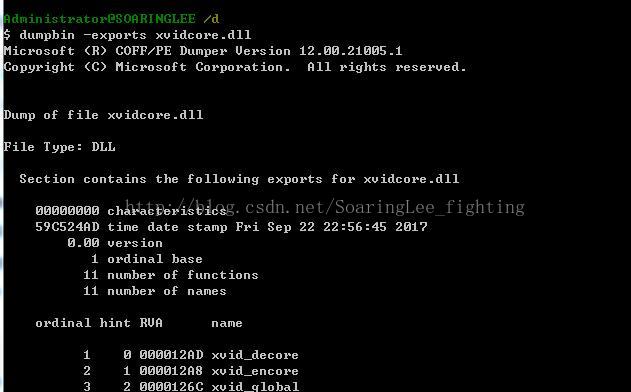 Administrator@SOARINGLEE /d
$ dumpbin -exports xvidcore.dll
Microsoft (R) COFF/PE Dumper Version 12.00.21005.1
Copyright (C) Microsoft Corporation.  All rights reserved.
Dump of file xvidcore.dll
File Type: DLL
Section contains the following exports for xvidcore.dll
http://blog.csdn.net/SoaringLee_fighting
00000000 characteristics
59C524AD time date stamp Fri Sep 22 22:56:45 2017
0.00 version
1 ordinal base
11 number of functions
11 number of names
ordinal hint RVA      name
1    0 000012AD xvid_decore
2    1 000012A8 xvid_encore
3    2 0000126C xvid_global